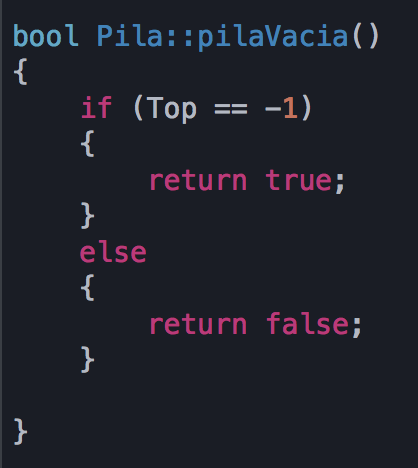 bool Pila::pilaVacia()
{
    if (Top == -1)
    {
        return true;
    }
    else
    {
        return false;
    }

}